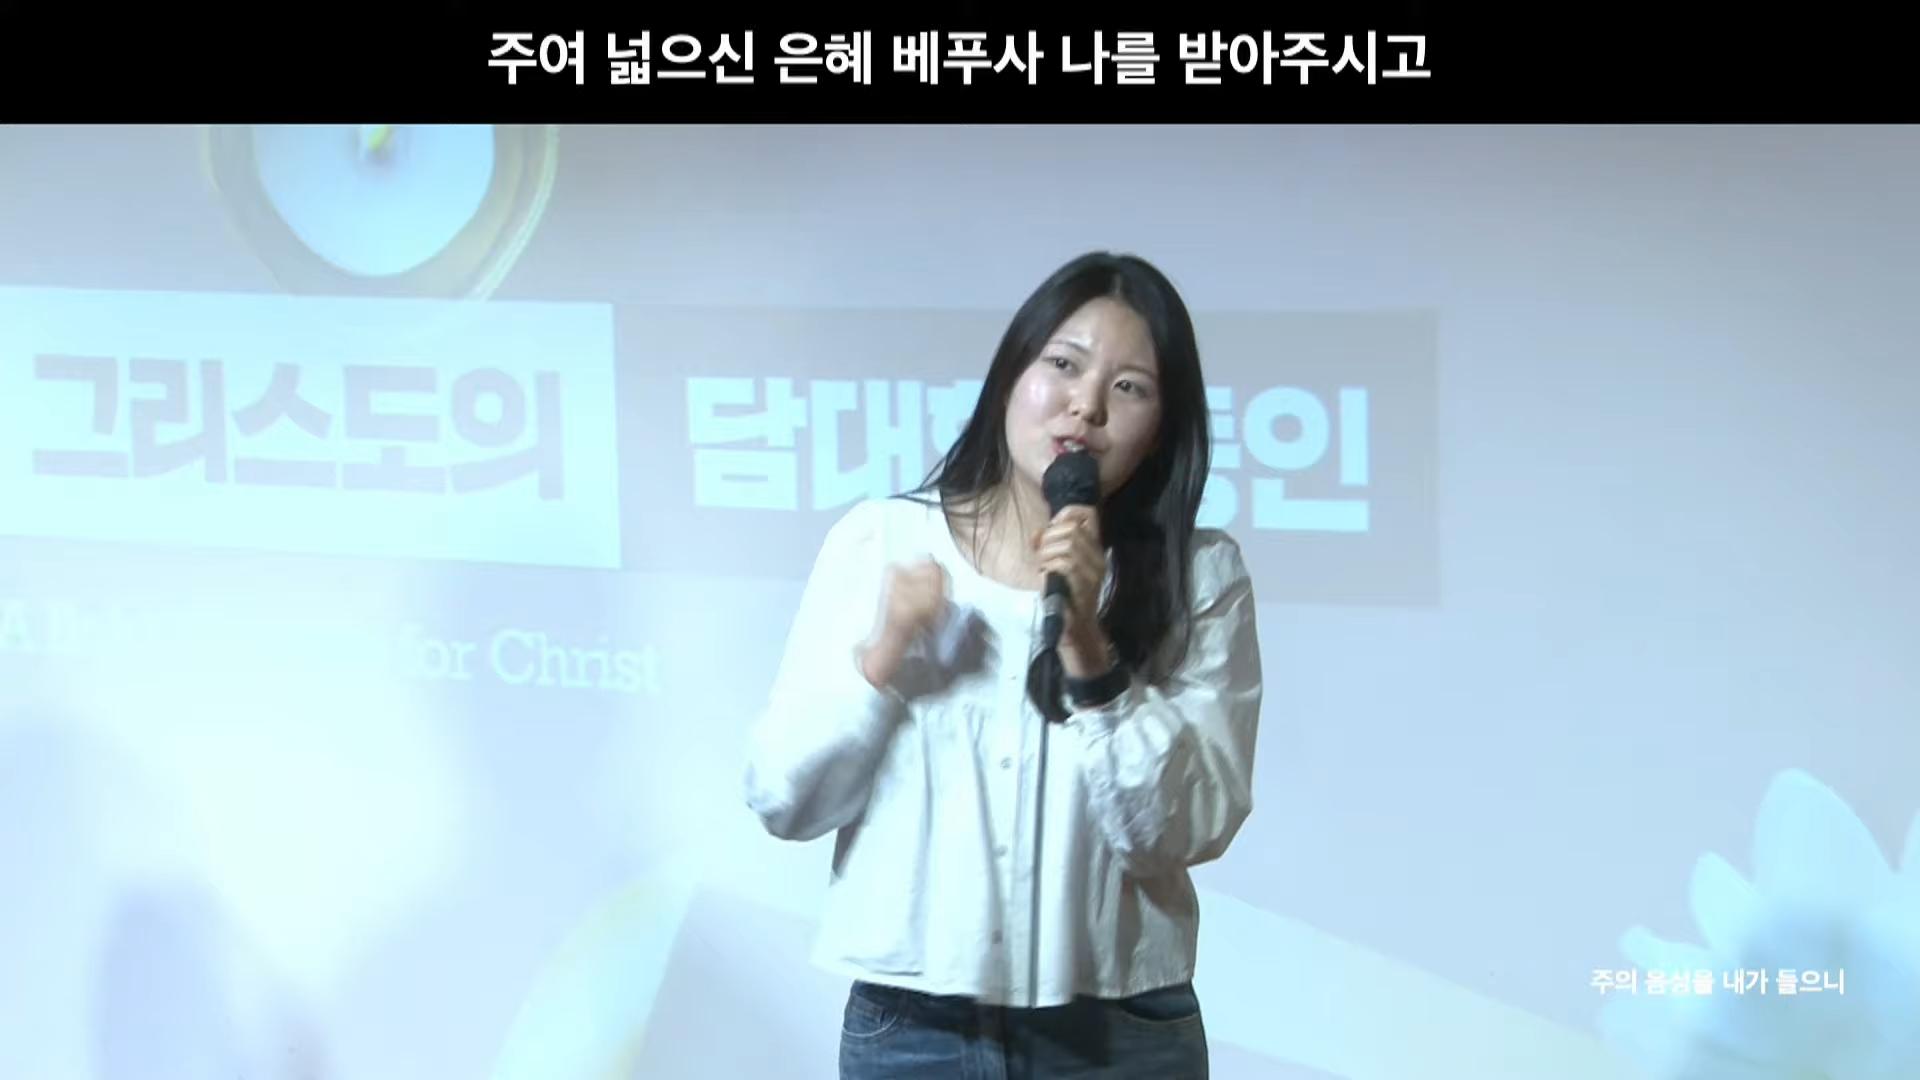 주여 넓으신 은혜 베푸사 나를 받아주시고
그리스도의
인
for Christ
주의 음성을 내가 들으니